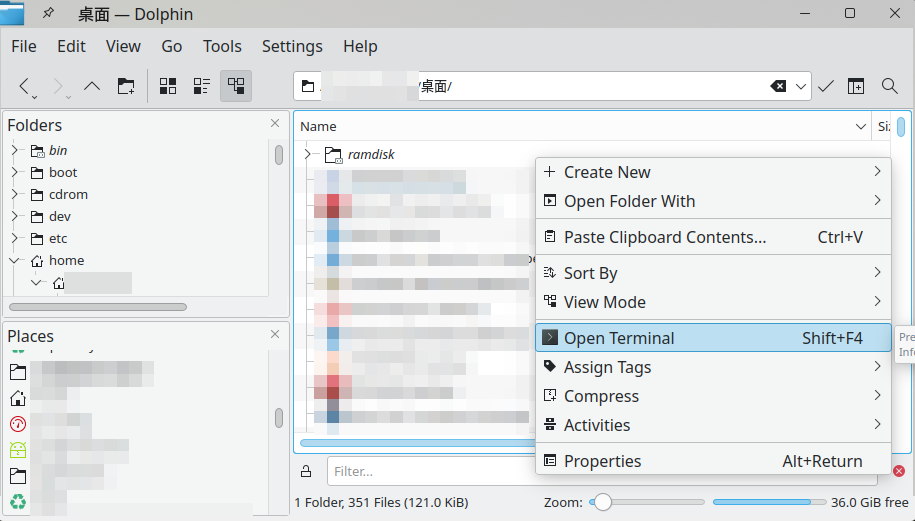 桌面 — Dolphin
File Edit View Go Tools Settings Help
/桌面/
Folders
bin
boot
cdrom
dev
etc
home
Places
Name
ramdisk
Create New
Open Folder With
Paste Clipboard Contents... Ctrl+V
Sort By
View Mode
Open Terminal Shift+F4
Assign Tags
Compress
Activities
Properties Alt+Return
Filter...
1 Folder, 351 Files (121.0 KiB) Zoom: 36.0 GiB free